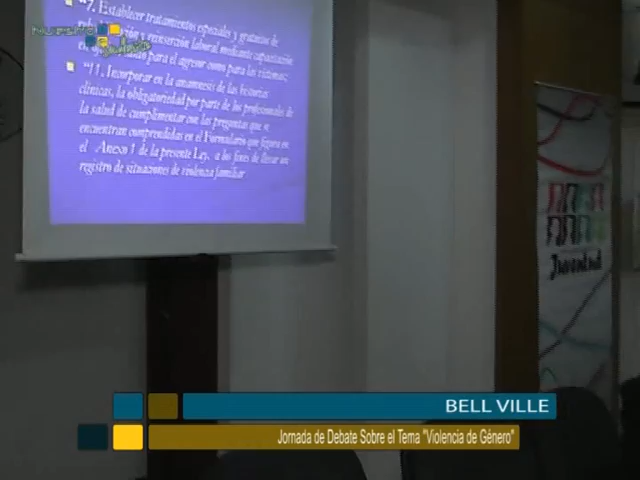 "7. Establecer tratamientos especiales y gratuitos de
y reinserción laboral mediante capacitación
para el agresor como para las víctimas;
"11. Incorporar en la anamnesis de las historias
clínicas, la obligatoriedad por parte de los profesionales de
la salud de cumplimentar con las preguntas que se
encuentran comprendidas en el Formulario que figura en
el Anexo 1 de la presente Ley, a los fines de llevar un
registro de situaciones de violencia familiar
Juventud
BELL VILLE
Jornada de Debate Sobre el Tema "Violencia de Género"